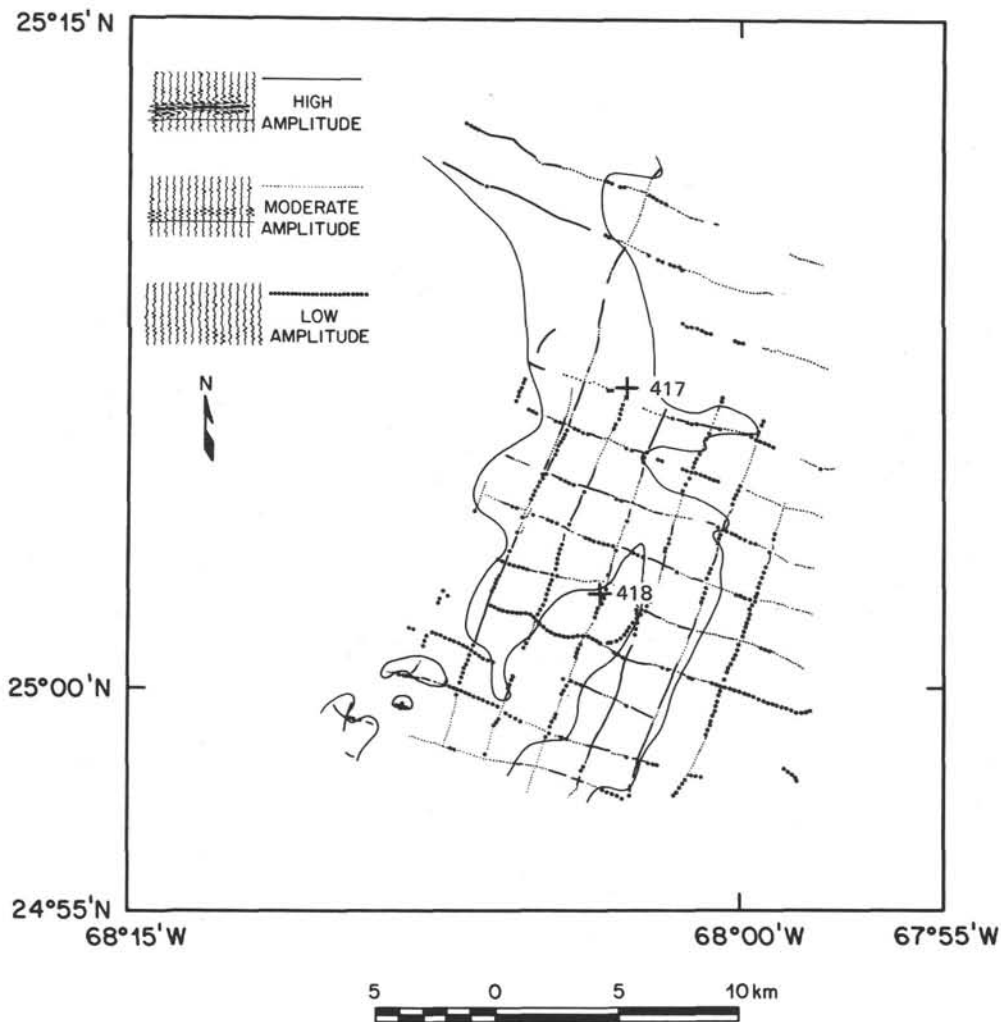 25°15'N
HIGH
AMPLITUDE
MODERATE
AMPLITUDE
LOW
AMPLITUDE
N
417
418
25°00'N
24°55'N
68°15'W
68°00'W
67°55'W
5 0 5 10 km